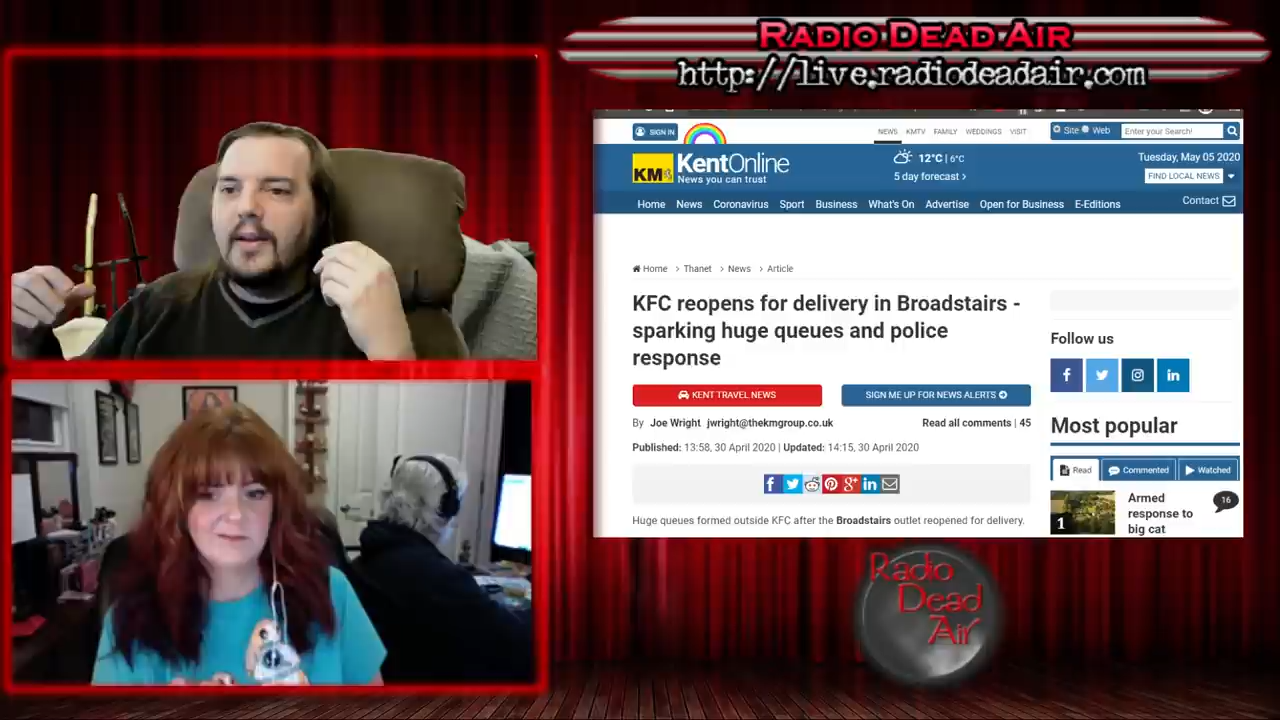 RADIO DEAD AIR
http://live.radiodeadair.com
SIGN IN
NEWS KMTV FAMILY WEDDINGS VISIT
Site Web Enter your Search!
KM KentOnline
News you can trust
12°C | 6°C
5 day forecast >
Tuesday, May 05 2020
FIND LOCAL NEWS
Home News Coronavirus Sport Business What's On Advertise Open for Business E-Editions Contact
Home > Thanet > News > Article
KFC reopens for delivery in Broadstairs -
sparking huge queues and police
response
KENT TRAVEL NEWS
SIGN ME UP FOR NEWS ALERTS
By Joe Wright jwright@thekmgroup.co.uk
Read all comments | 45
Published: 13:58, 30 April 2020 | Updated: 14:15, 30 April 2020
Huge queues formed outside KFC after the Broadstairs outlet reopened for delivery.
Follow us
Most popular
Read Commented Watched
1
Armed
response to
big cat
16
Radio
Dead
Air